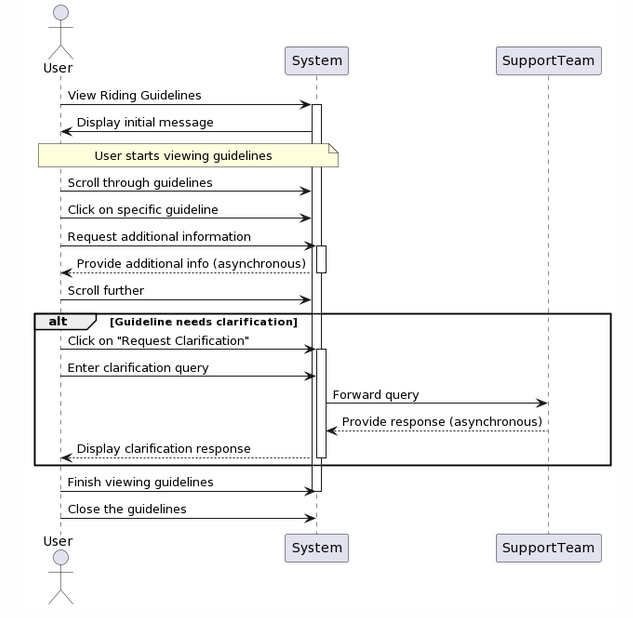 User
System
SupportTeam
View Riding Guidelines
Display initial message
User starts viewing guidelines
Scroll through guidelines
Click on specific guideline
Request additional information
Provide additional info (asynchronous)
Scroll further
alt [Guideline needs clarification]
Click on "Request Clarification"
Enter clarification query
Forward query
Provide response (asynchronous)
Display clarification response
Finish viewing guidelines
Close the guidelines
User
System
SupportTeam